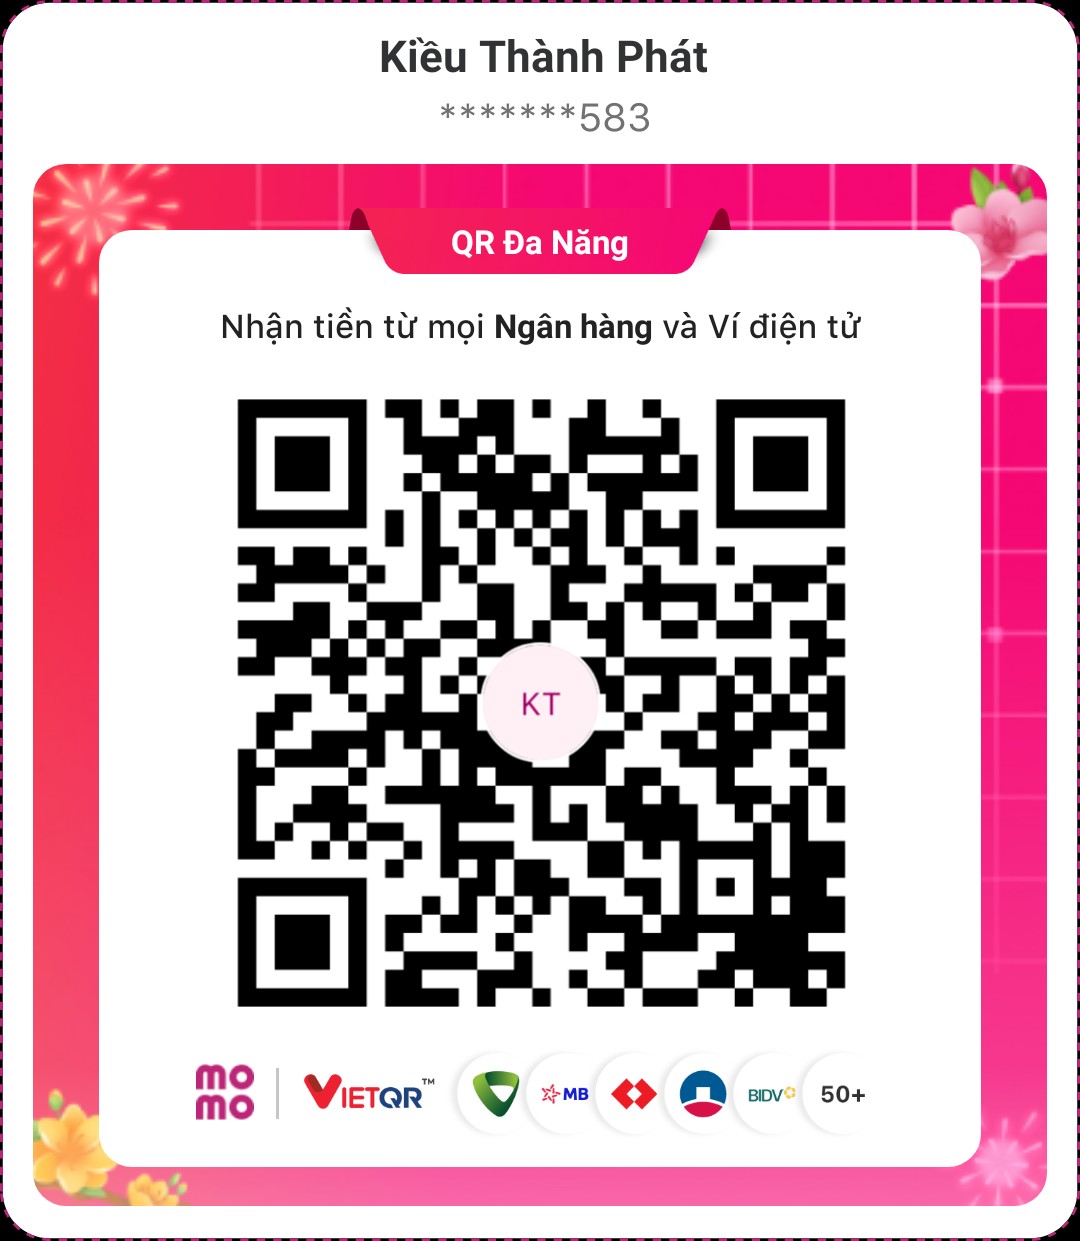 Kiều Thành Phát
*******583
QR Đa Năng
Nhận tiền từ mọi Ngân hàng và Ví điện tử
KT
mo mo VIETQR™ MB BIDV 50+